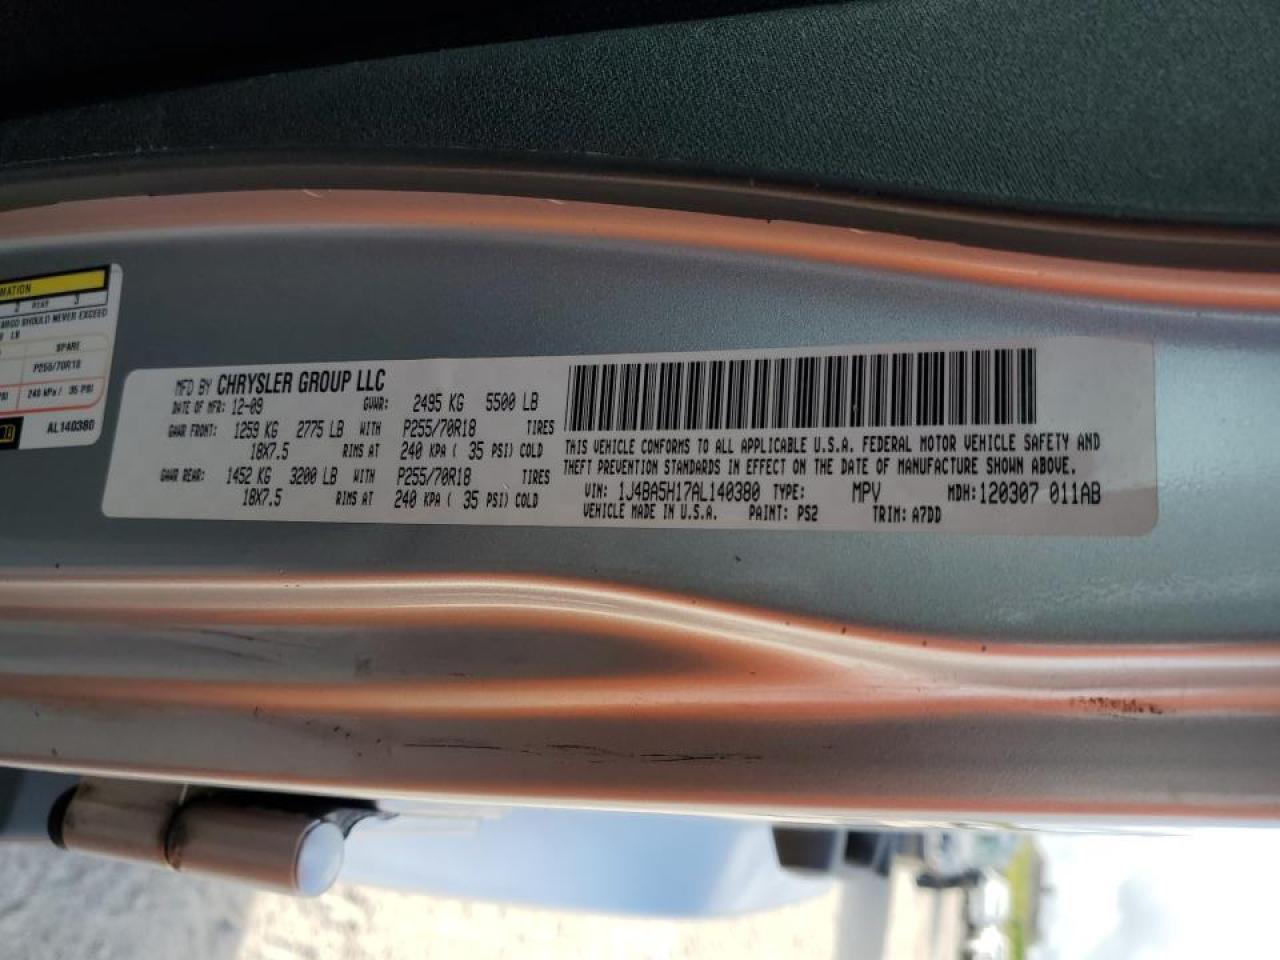 MATION
2 REAR 3
ARGO SHOULD NEVER EXCEED
LB
SPARE
P255/70R18
PSI 240 kPa / 35 PSI
AL140380
MFD BY CHRYSLER GROUP LLC
DATE OF MFR: 12-09 GVWR: 2495 KG 5500 LB
GAWR FRONT: 1259 KG 2775 LB WITH P255/70R18 TIRES
18X7.5 RIMS AT 240 KPA ( 35 PSI) COLD
GAWR REAR: 1452 KG 3200 LB WITH P255/70R18 TIRES
18X7.5 RIMS AT 240 KPA ( 35 PSI) COLD
THIS VEHICLE CONFORMS TO ALL APPLICABLE U.S.A. FEDERAL MOTOR VEHICLE SAFETY AND
THEFT PREVENTION STANDARDS IN EFFECT ON THE DATE OF MANUFACTURE SHOWN ABOVE.
VIN: 1J4BA5H17AL140380 TYPE: MPV MDH: 120307 011AB
VEHICLE MADE IN U.S.A. PAINT: PS2 TRIM: A7DD